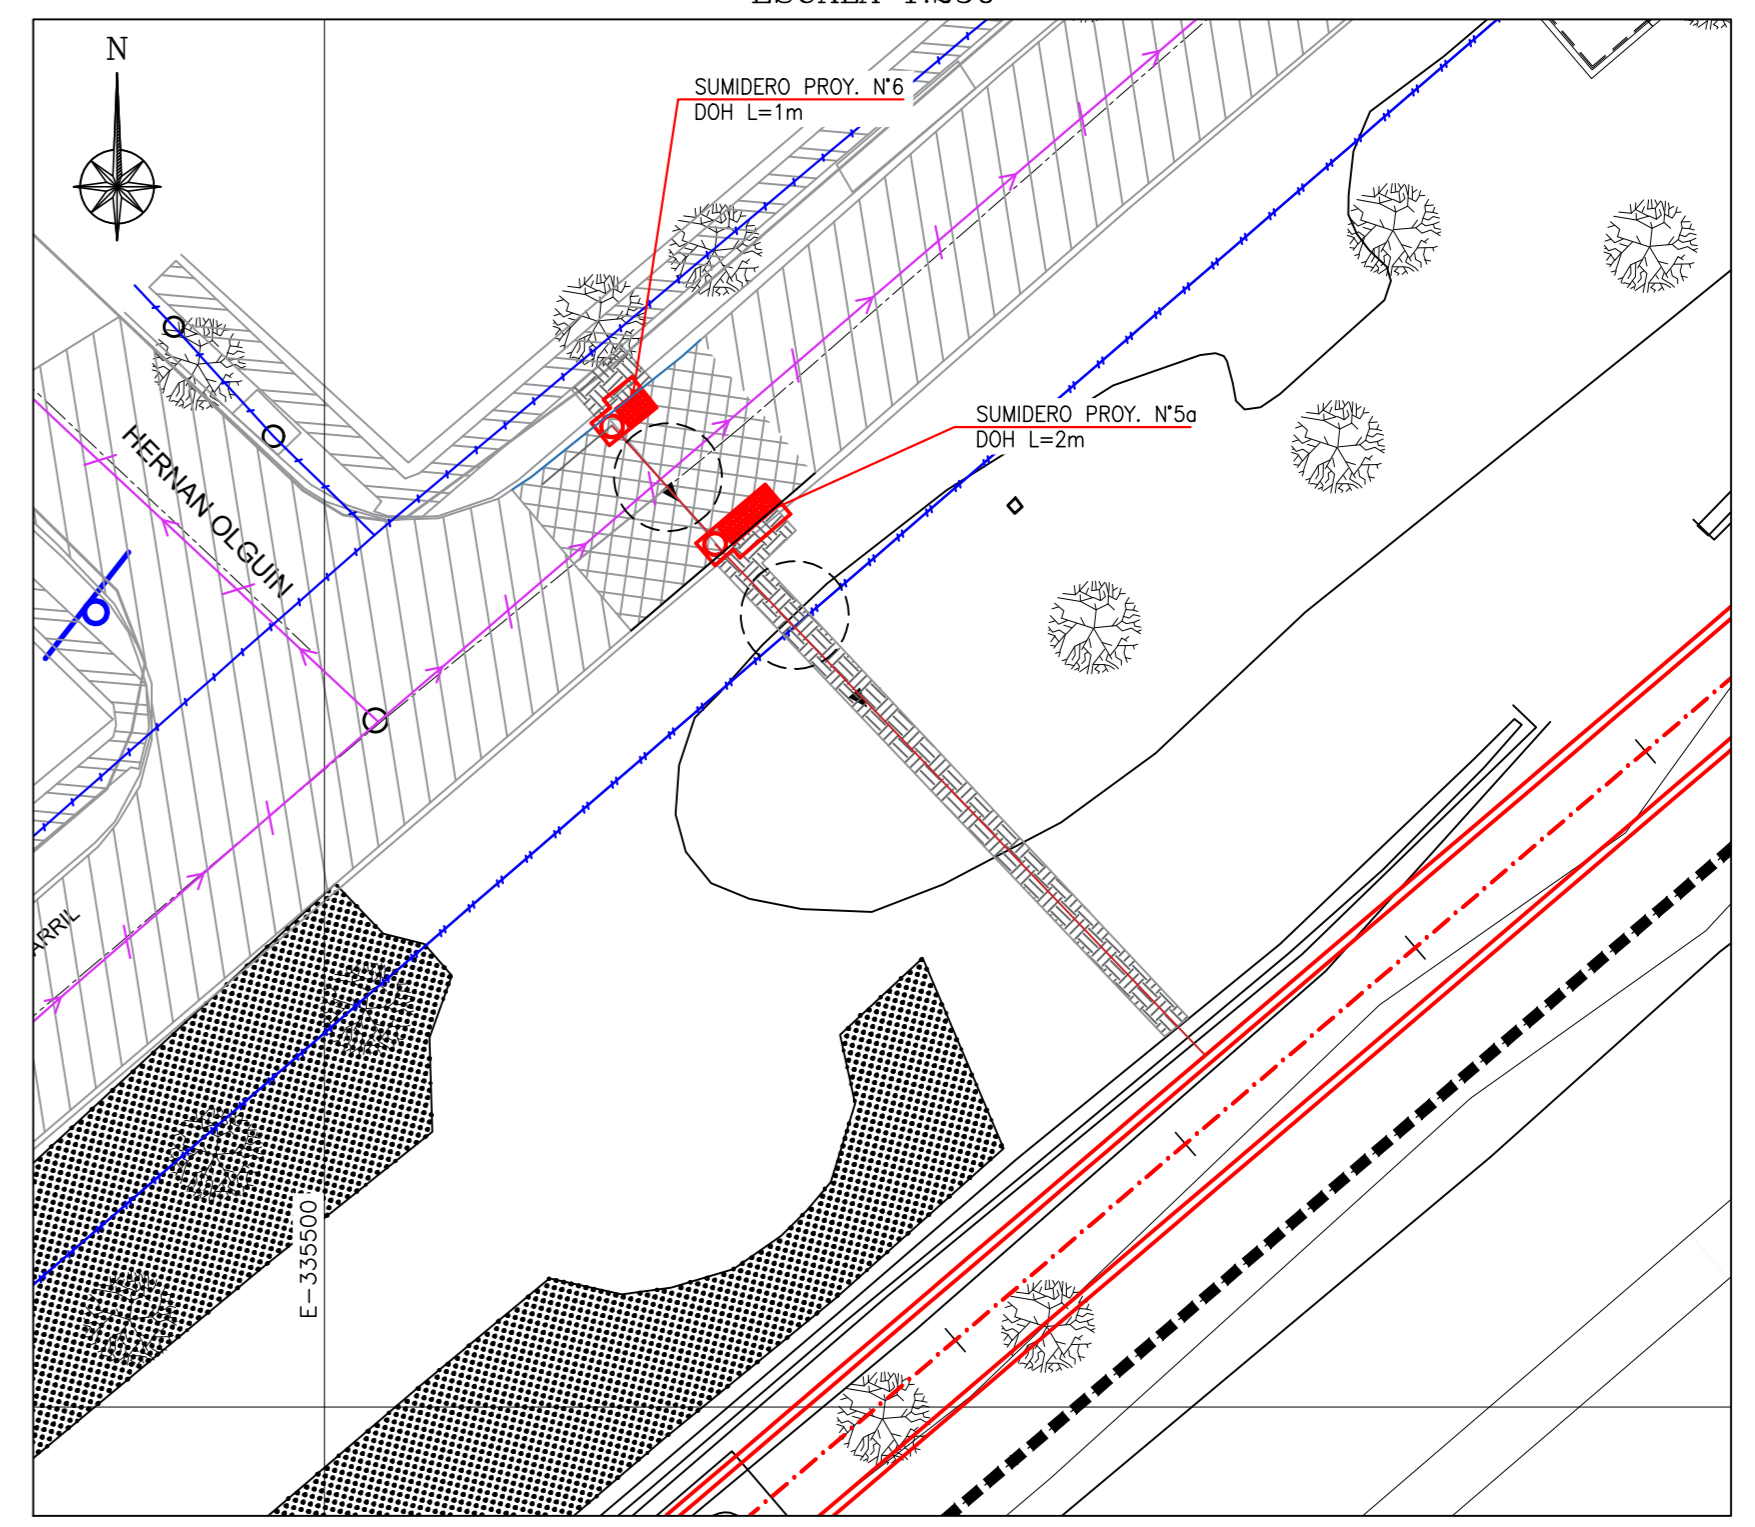 N
SUMIDERO PROY. N°6
DOH L=1m
SUMIDERO PROY. N°5a
DOH L=2m
HERNAN OLGUIN
ARRIL
E-335500